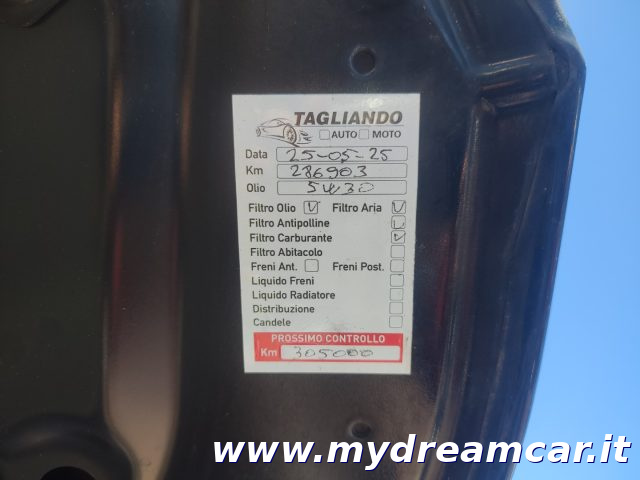 TAGLIANDO
AUTO MOTO
Data 25-05-25
Km 286903
Olio 5W30
Filtro Olio Filtro Aria
Filtro Antipolline
Filtro Carburante
Filtro Abitacolo
Freni Ant. Freni Post.
Liquido Freni
Liquido Radiatore
Distribuzione
Candele
PROSSIMO CONTROLLO
Km 305000
www.mydreamcar.it